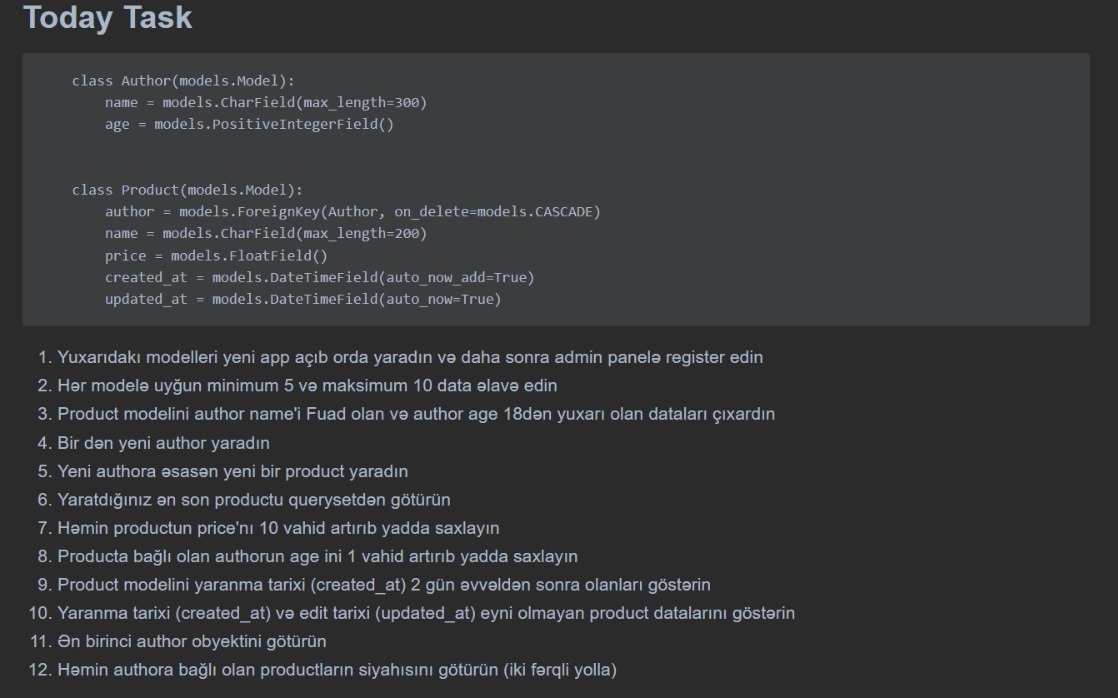 Today Task
class Author(models.Model):
    name = models.CharField(max_length=300)
    age = models.PositiveIntegerField()
class Product(models.Model):
    author = models.ForeignKey(Author, on_delete=models.CASCADE)
    name = models.CharField(max_length=200)
    price = models.FloatField()
    created_at = models.DateTimeField(auto_now_add=True)
    updated_at = models.DateTimeField(auto_now=True)
1. Yuxarıdakı modelleri yeni app açıb orda yaradın və daha sonra admin panelə register edin
2. Hər modelə uyğun minimum 5 və maksimum 10 data əlavə edin
3. Product modelini author name'i Fuad olan və author age 18dən yuxarı olan dataları çıxardın
4. Bir dən yeni author yaradın
5. Yeni authora əsasən yeni bir product yaradın
6. Yaratdığınız ən son productu querysetdən götürün
7. Həmin productun price'nı 10 vahid artırıb yadda saxlayın
8. Producta bağlı olan authorun age ini 1 vahid artırıb yadda saxlayın
9. Product modelini yaranma tarixi (created_at) 2 gün əvvəldən sonra olanları göstərin
10. Yaranma tarixi (created_at) və edit tarixi (updated_at) eyni olmayan product datalarını göstərin
11. Ən birinci author obyektini götürün
12. Həmin authora bağlı olan productların siyahısını götürün (iki fərqli yolla)